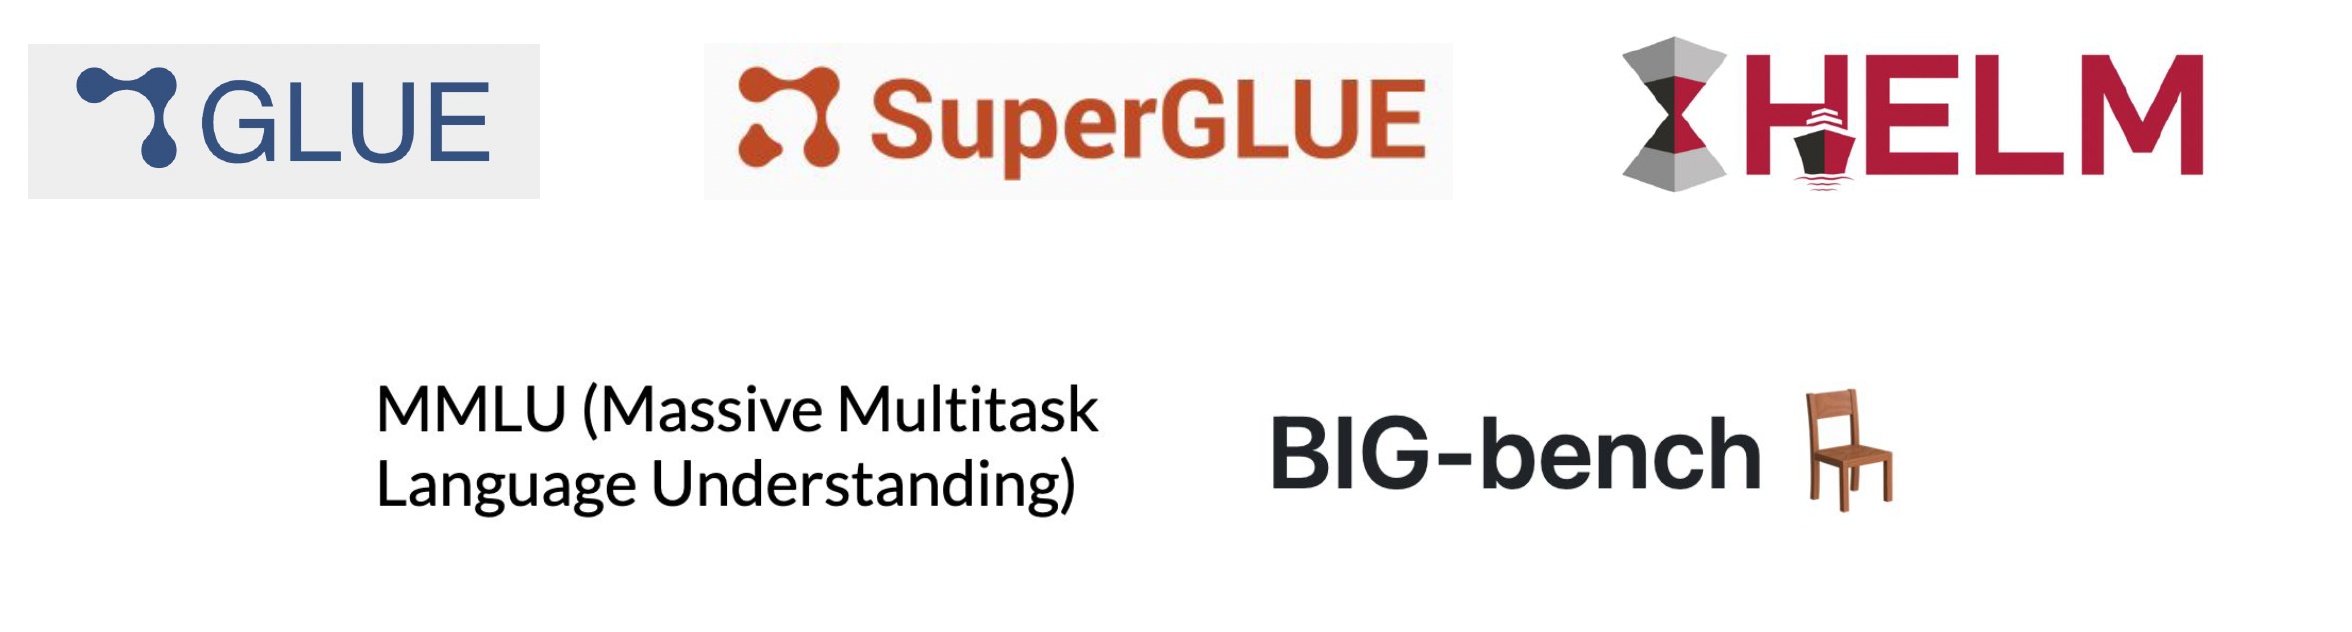 GLUE
SuperGLUE
HELM
MMLU (Massive Multitask
Language Understanding)
BIG-bench